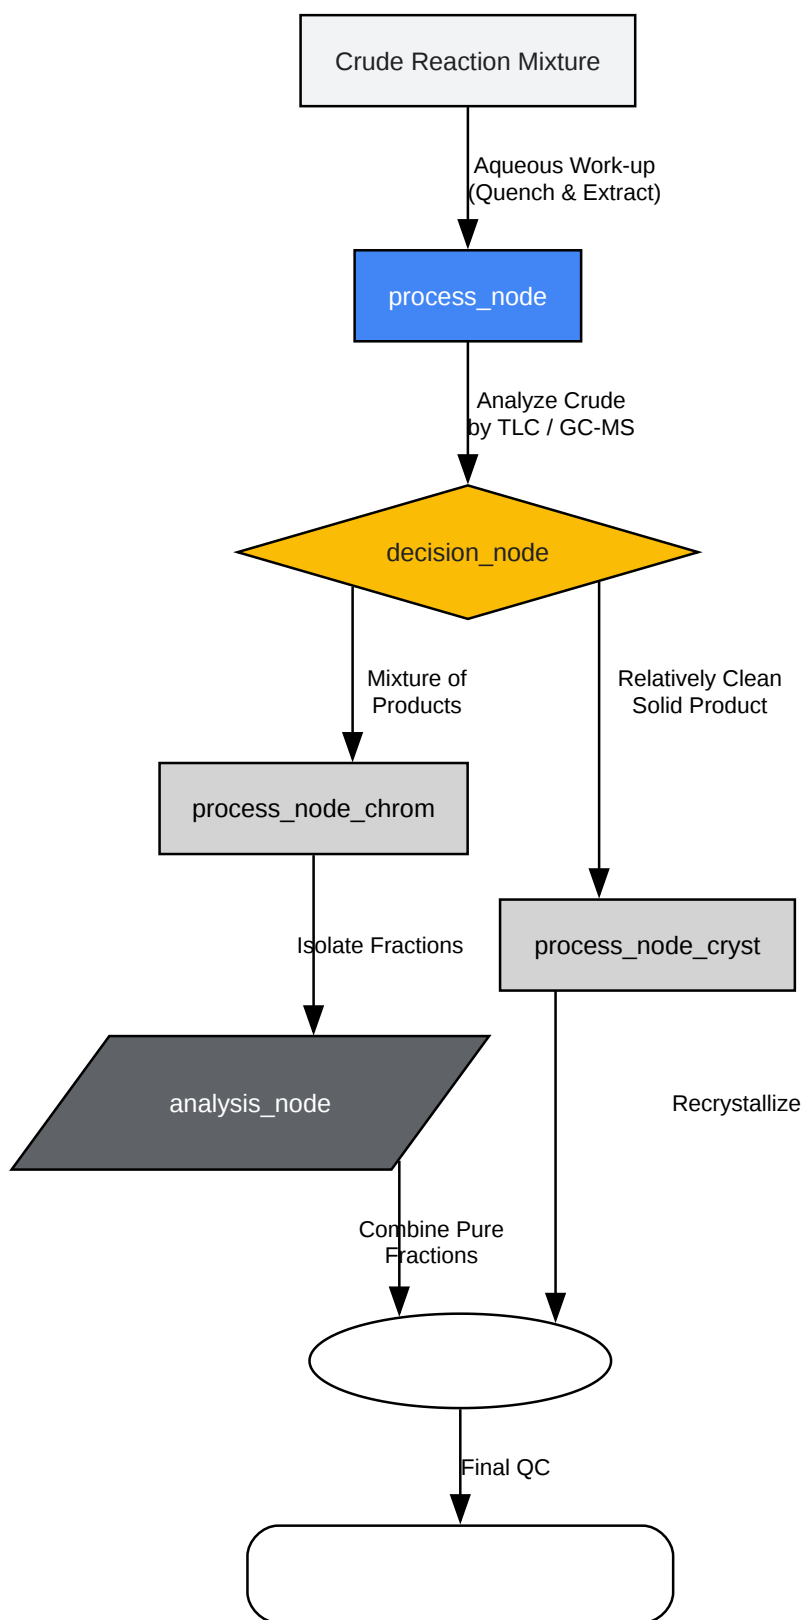 Crude Reaction Mixture
Aqueous Work-up
(Quench & Extract)
process_node
Analyze Crude
by TLC / GC-MS
decision_node
Mixture of
Products
Relatively Clean
Solid Product
process_node_chrom
Isolate Fractions
process_node_cryst
analysis_node
Recrystallize
Combine Pure
Fractions
Final QC